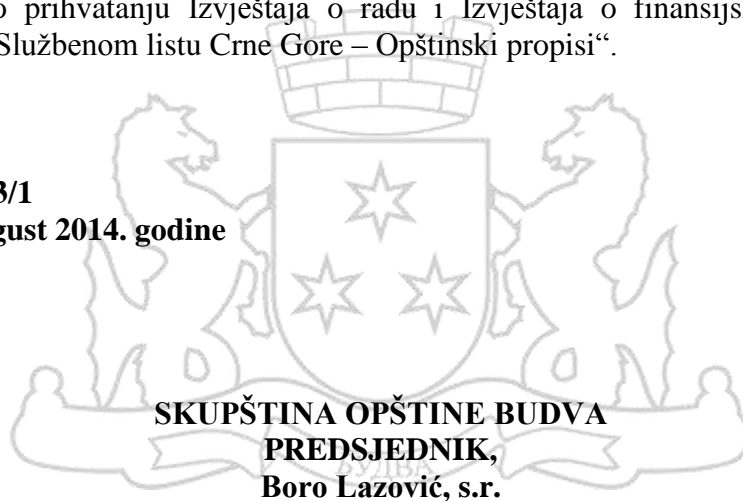 o prihvatanju Izvještaja o radu i Izvještaja o finansijs
Službenom listu Crne Gore – Opštinski propisi“.
3/1
gust 2014. godine
SKUPŠTINA OPŠTINE BUDVA
PREDSJEDNIK,
БУДВА
Boro Lazović, s.r.